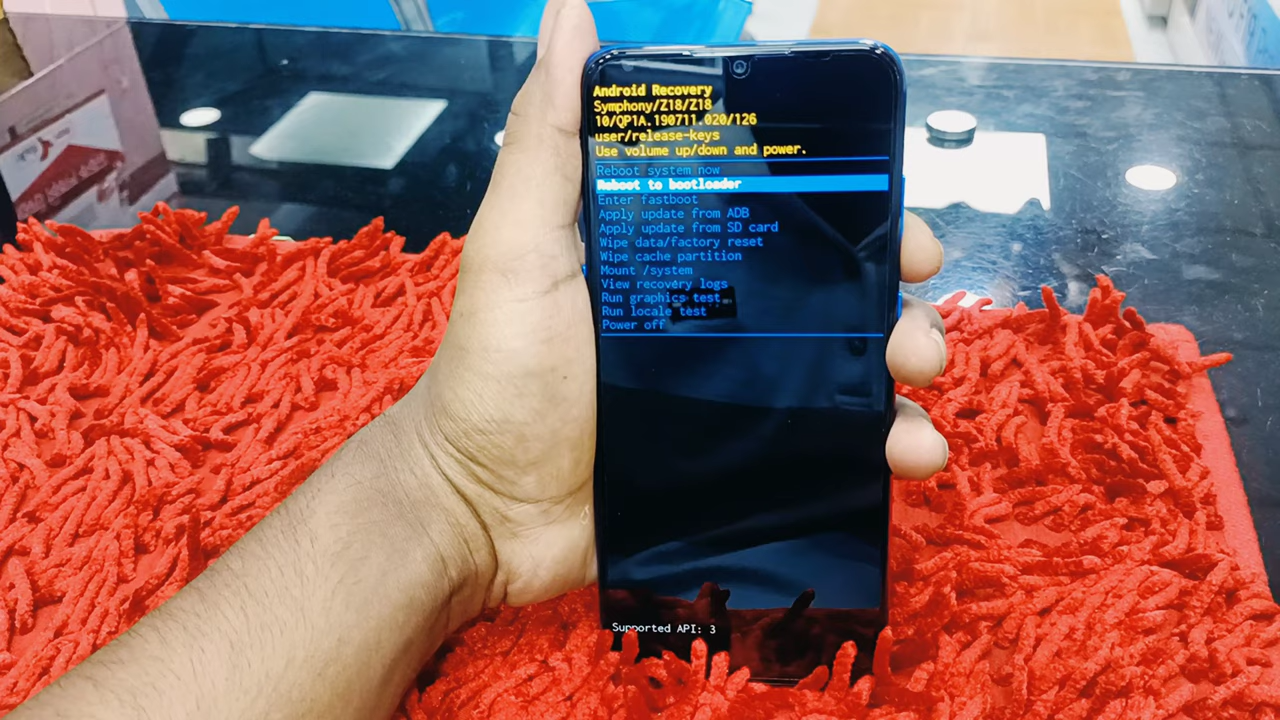 Android Recovery
Symphony/Z18/Z18
10/QP1A.190711.020/126
user/release-keys
Use volume up/down and power.
Reboot system now
Reboot to bootloader
Enter fastboot
Apply update from ADB
Apply update from SD card
Wipe data/factory reset
Wipe cache partition
Mount /system
View recovery logs
Run graphics test
Run locale test
Power off
Supported API: 3